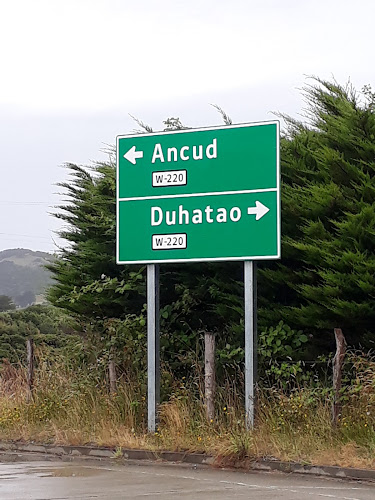 ← Ancud
W-220
Duhatao →
W-220